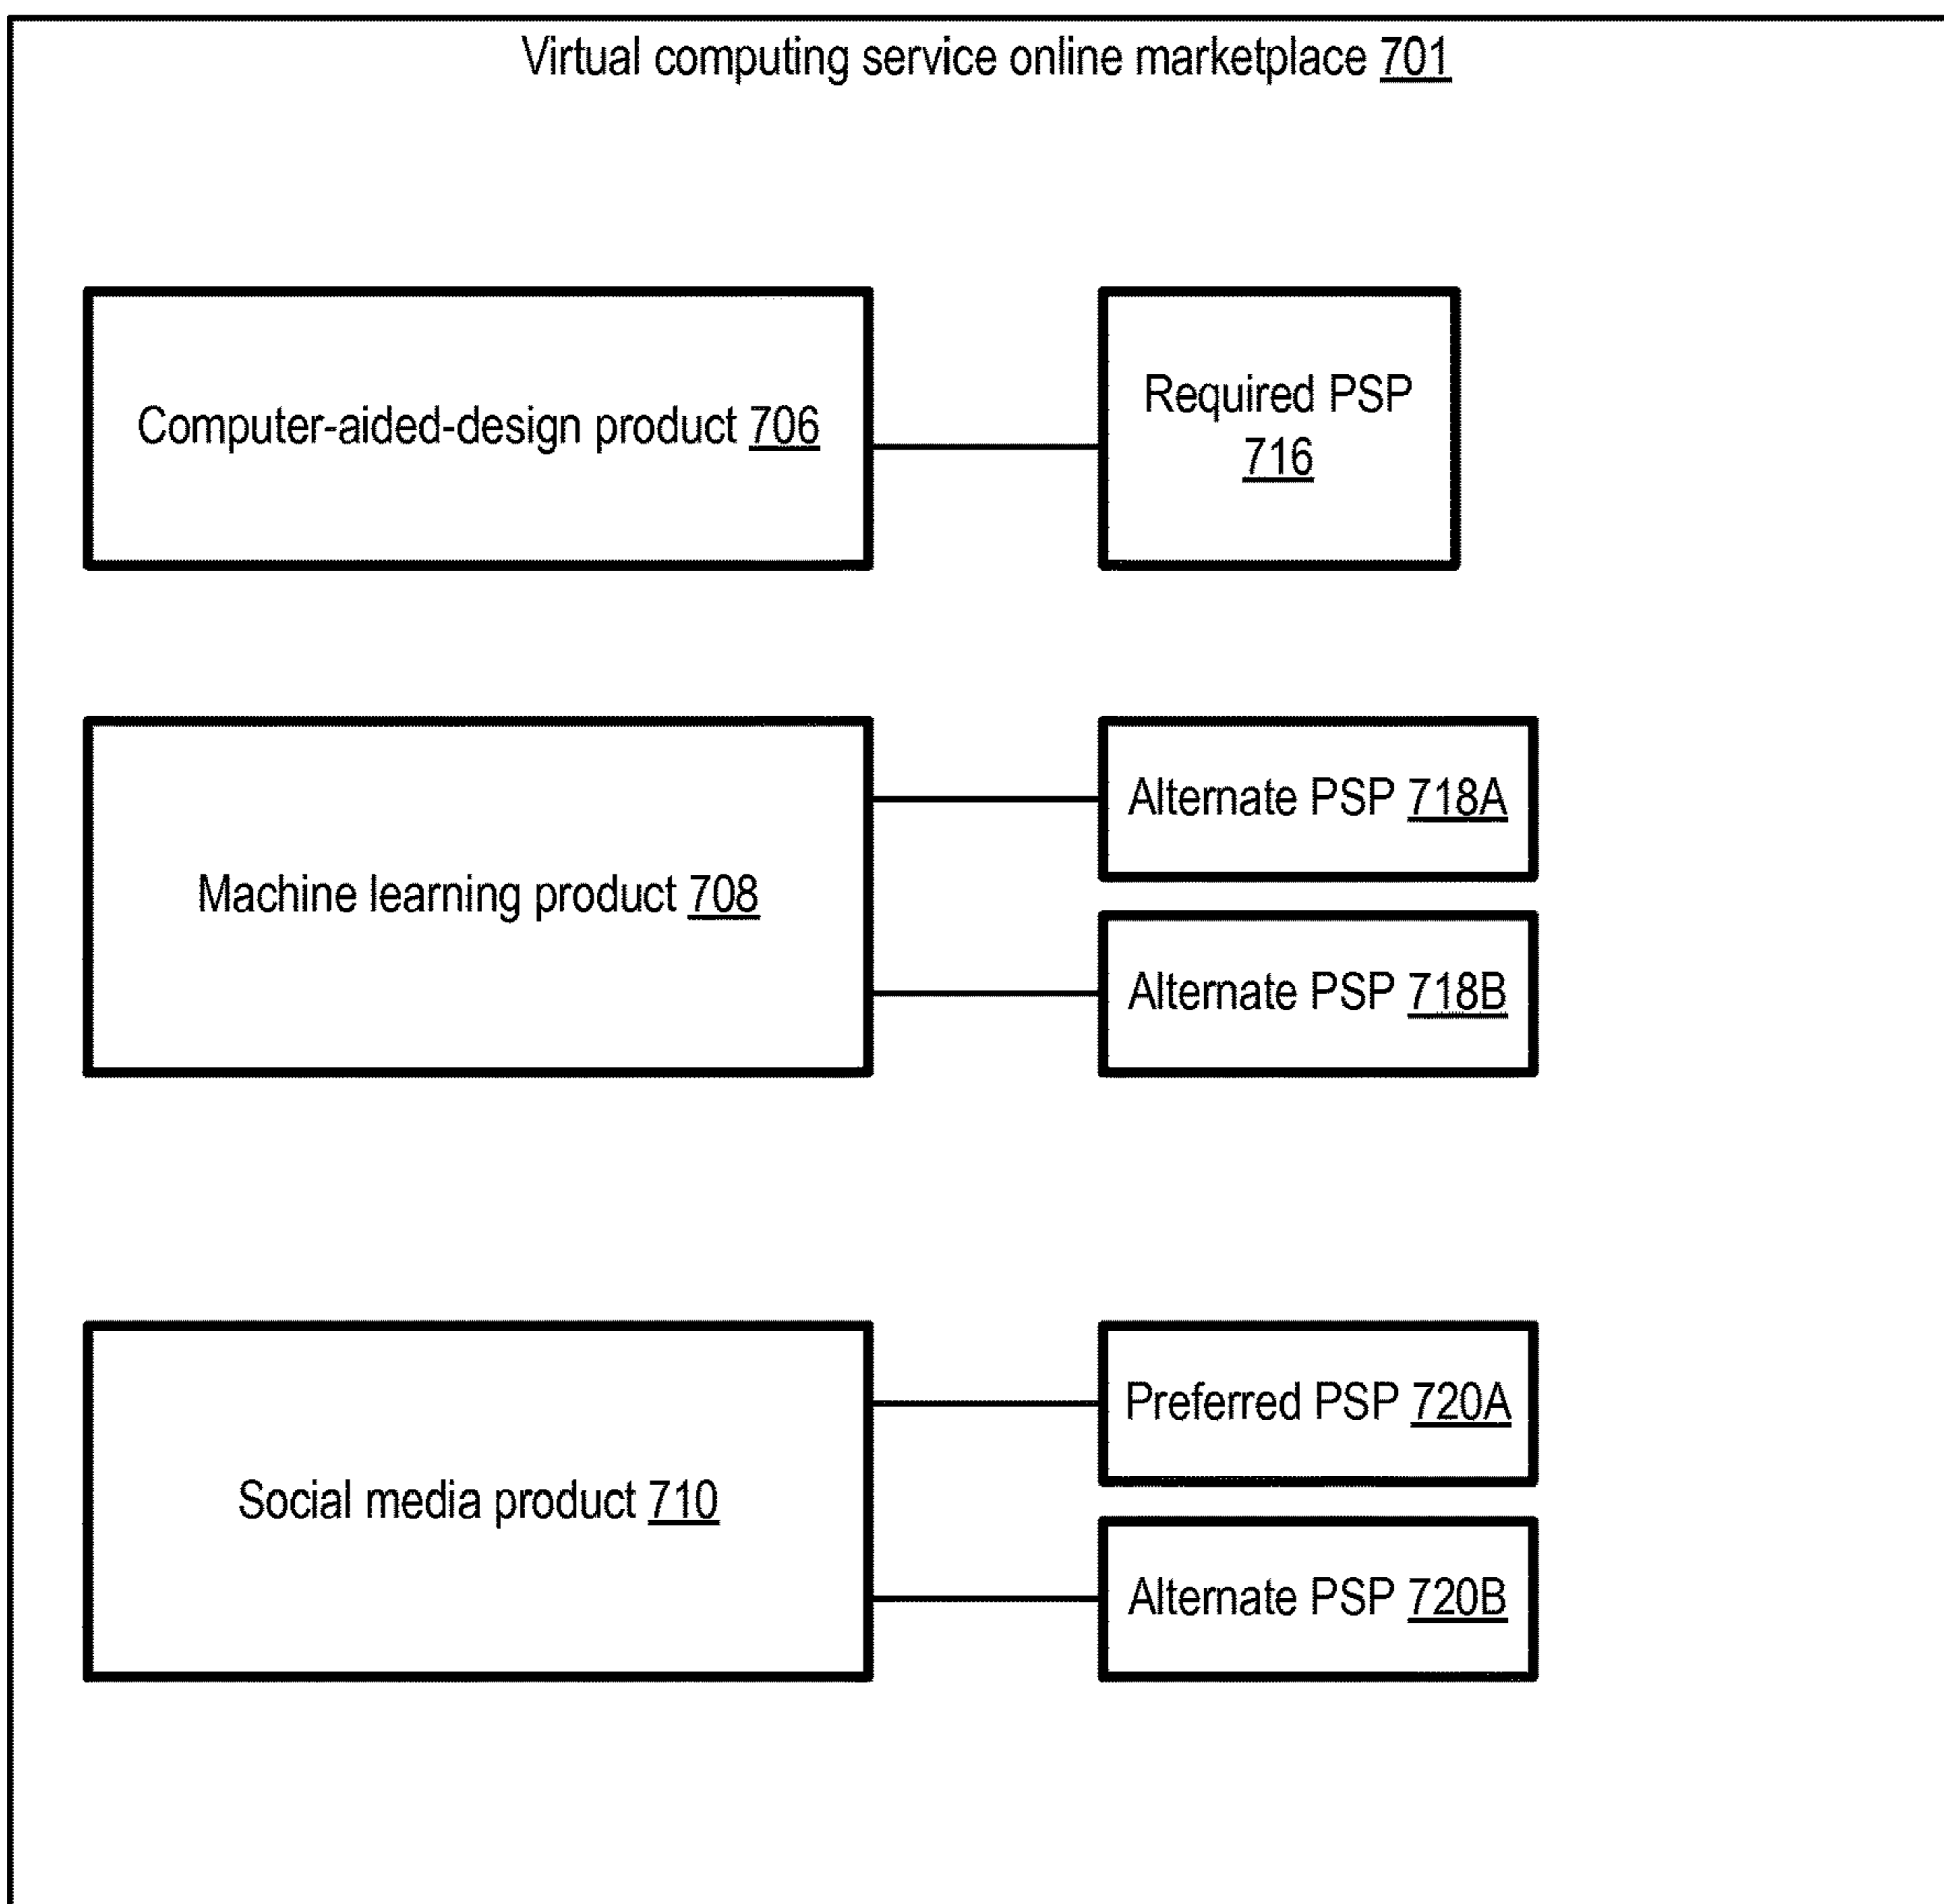 Virtual computing service online marketplace 701
Computer-aided-design product 706
Required PSP
716
Machine learning product 708
Alternate PSP 718A
Alternate PSP 718B
Social media product 710
Preferred PSP 720A
Alternate PSP 720B